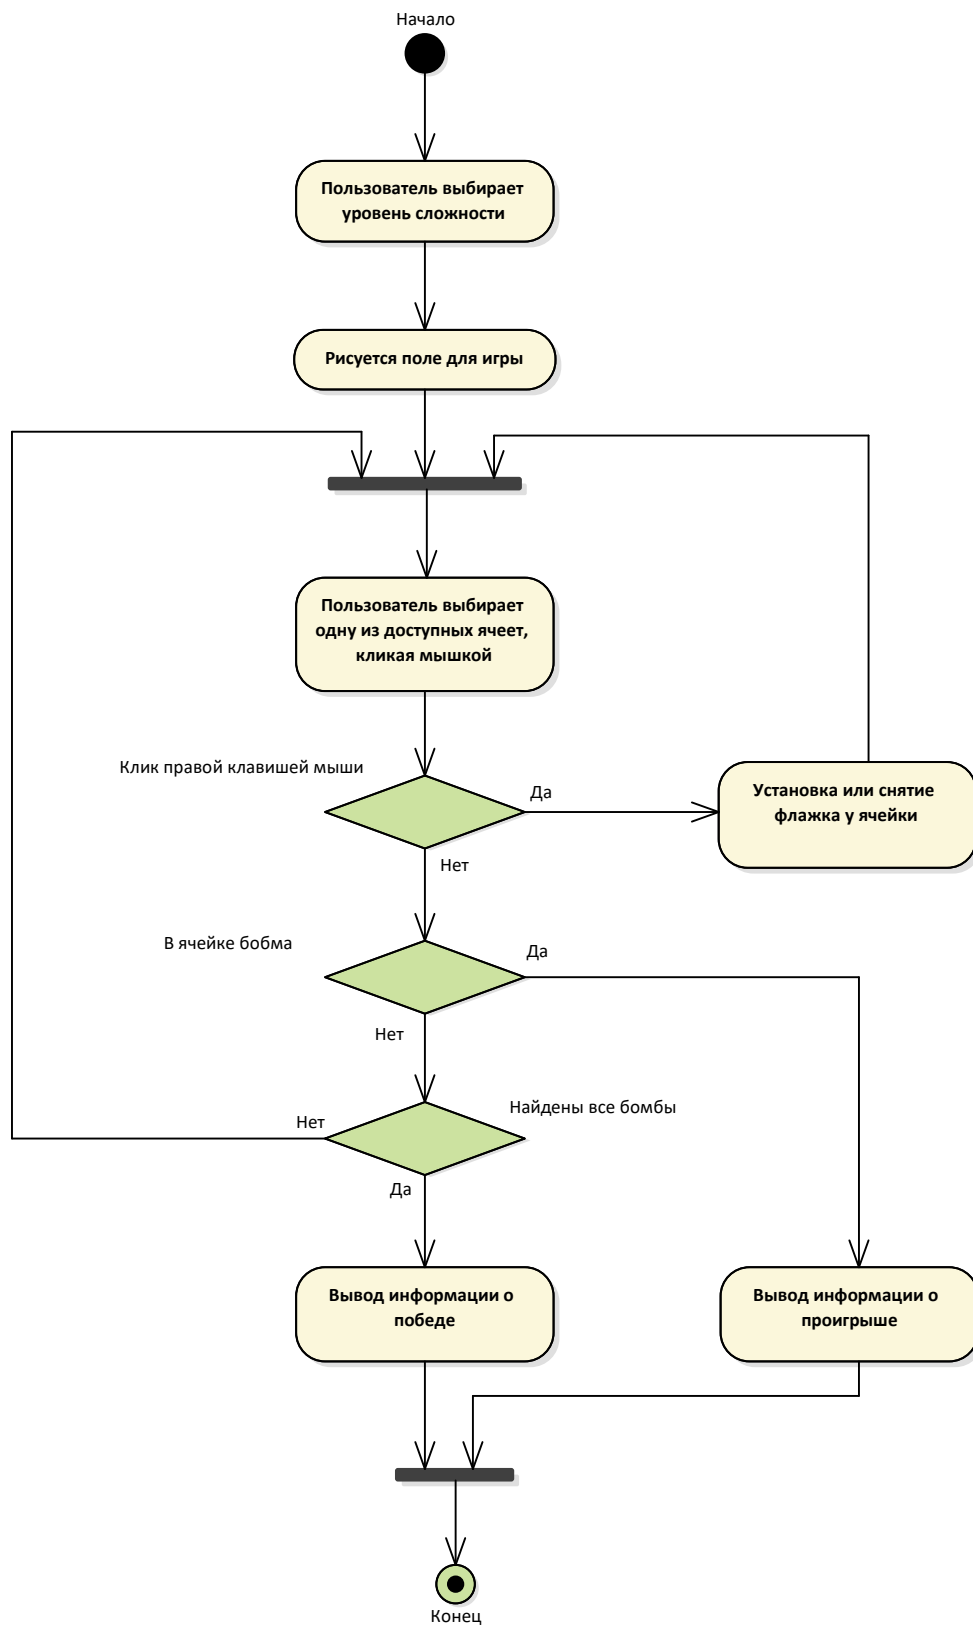 Начало
Пользователь выбирает
уровень сложности
Рисуется поле для игры
Пользователь выбирает
одну из доступных ячеет,
кликая мышкой
Клик правой клавишей мыши
Да
Установка или снятие
флажка у ячейки
Нет
В ячейке бобма
Да
Нет
Найдены все бомбы
Нет
Да
Вывод информации о
победе
Вывод информации о
проигрыше
Конец